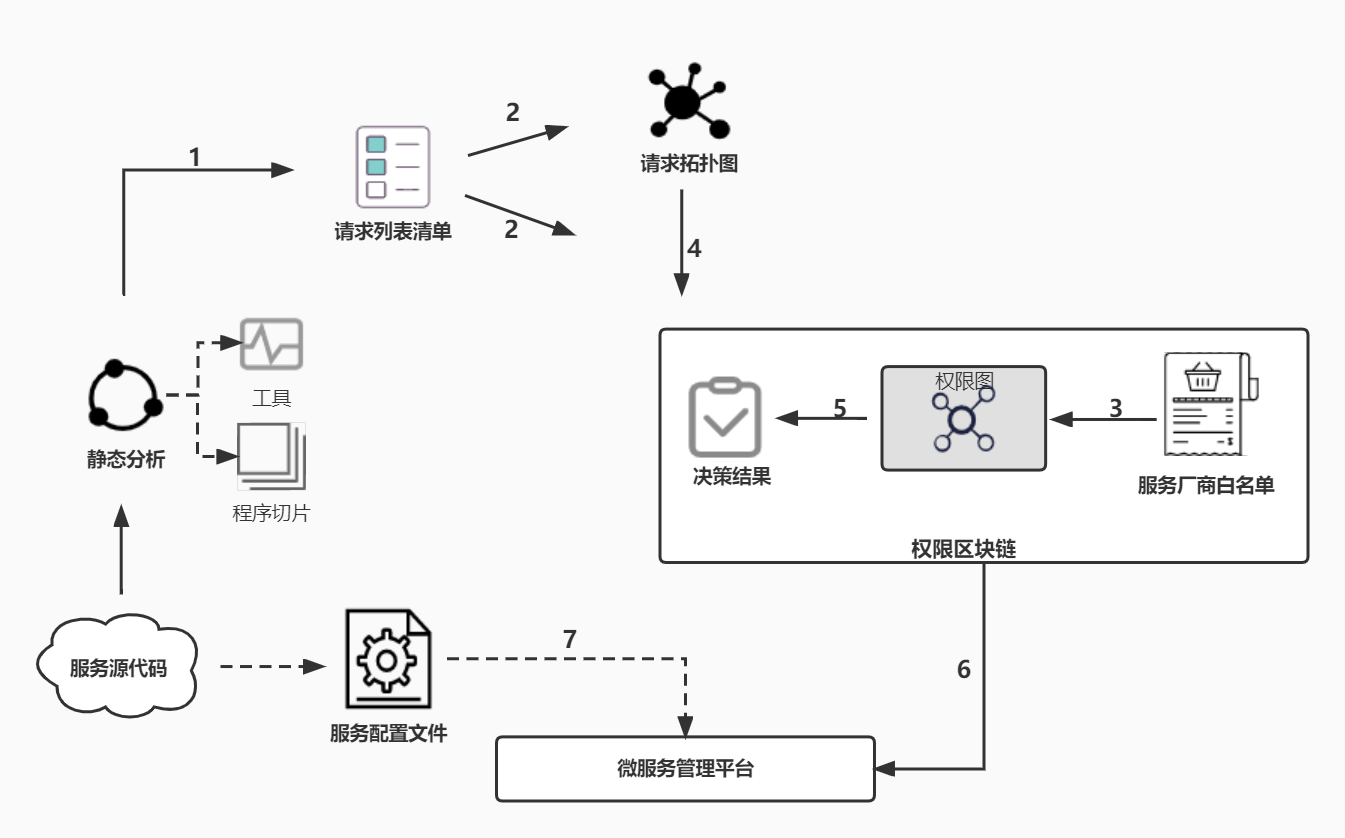 2
请求拓扑图
1
请求列表清单
2
4
工具
静态分析
程序切片
权限图
5
3
决策结果
服务厂商白名单
权限区块链
服务源代码
7
6
服务配置文件
微服务管理平台